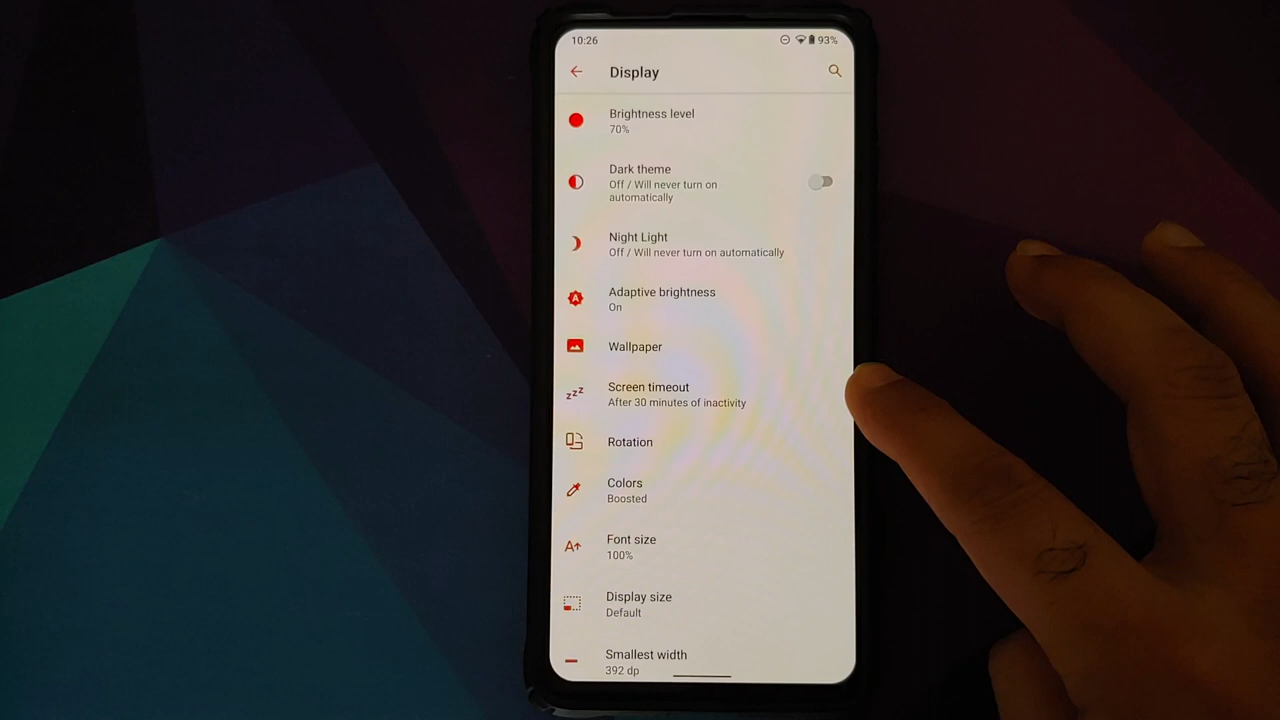 10:26
93%
Display
Brightness level
70%
Dark theme
Off / Will never turn on
automatically
Night Light
Off / Will never turn on automatically
A
Adaptive brightness
On
Wallpaper
zzz
Screen timeout
After 30 minutes of inactivity
Rotation
Colors
Boosted
A
Font size
100%
Display size
Default
Smallest width
392 dp